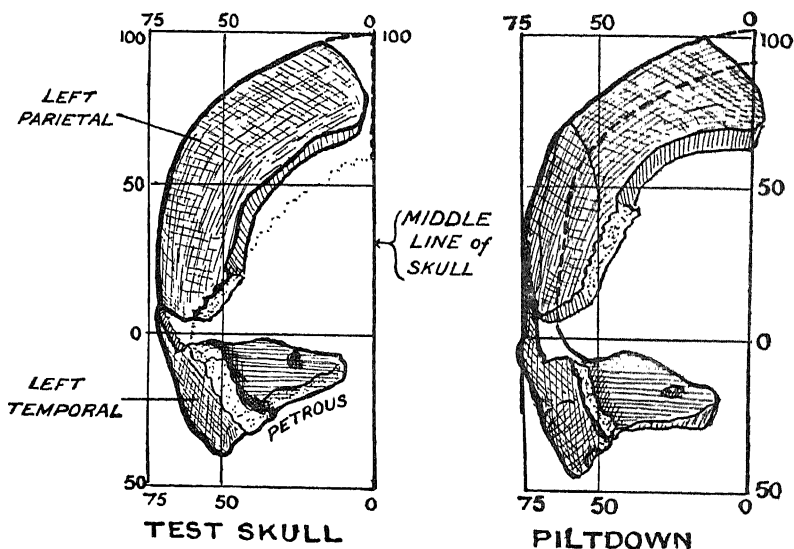 75 50 0
100 100
LEFT
PARIETAL
50
(MIDDLE
LINE of
SKULL
0
LEFT
TEMPORAL
PETROUS
50
75 50 0
TEST SKULL
75 50 0
100
50
0
50
75 50 0
PILTDOWN